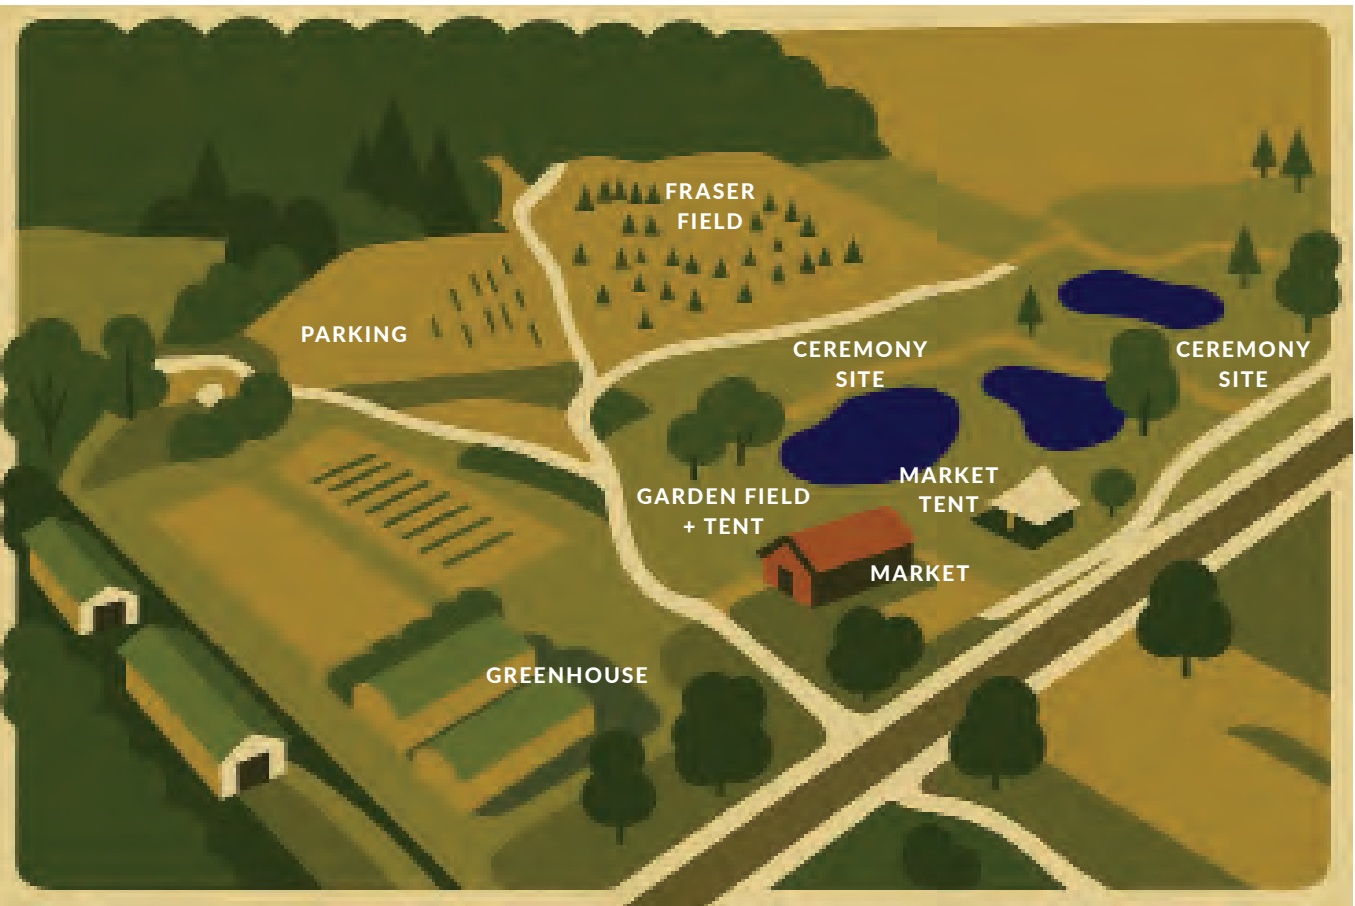 FRASER
FIELD
PARKING
CEREMONY
SITE
CEREMONY
SITE
MARKET
TENT
GARDEN FIELD
+ TENT
MARKET
GREENHOUSE